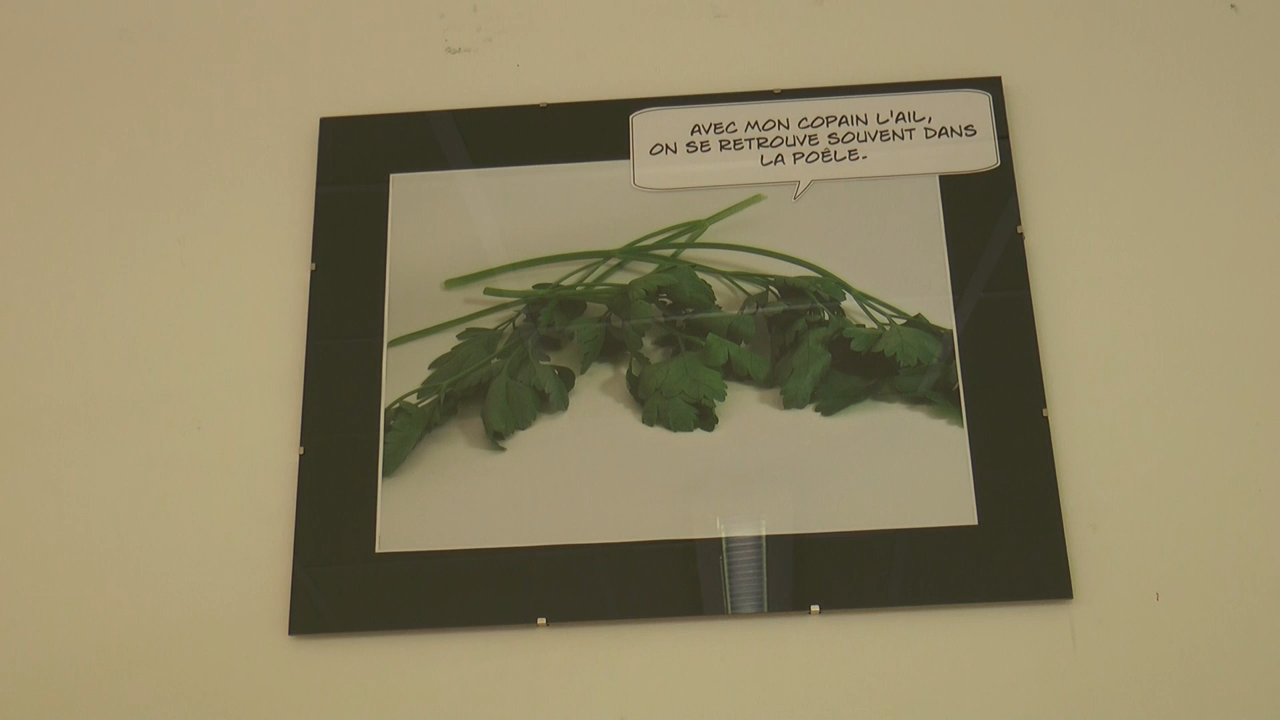 AVEC MON COPAIN L'AIL,
ON SE RETROUVE SOUVENT DANS
LA POÊLE.